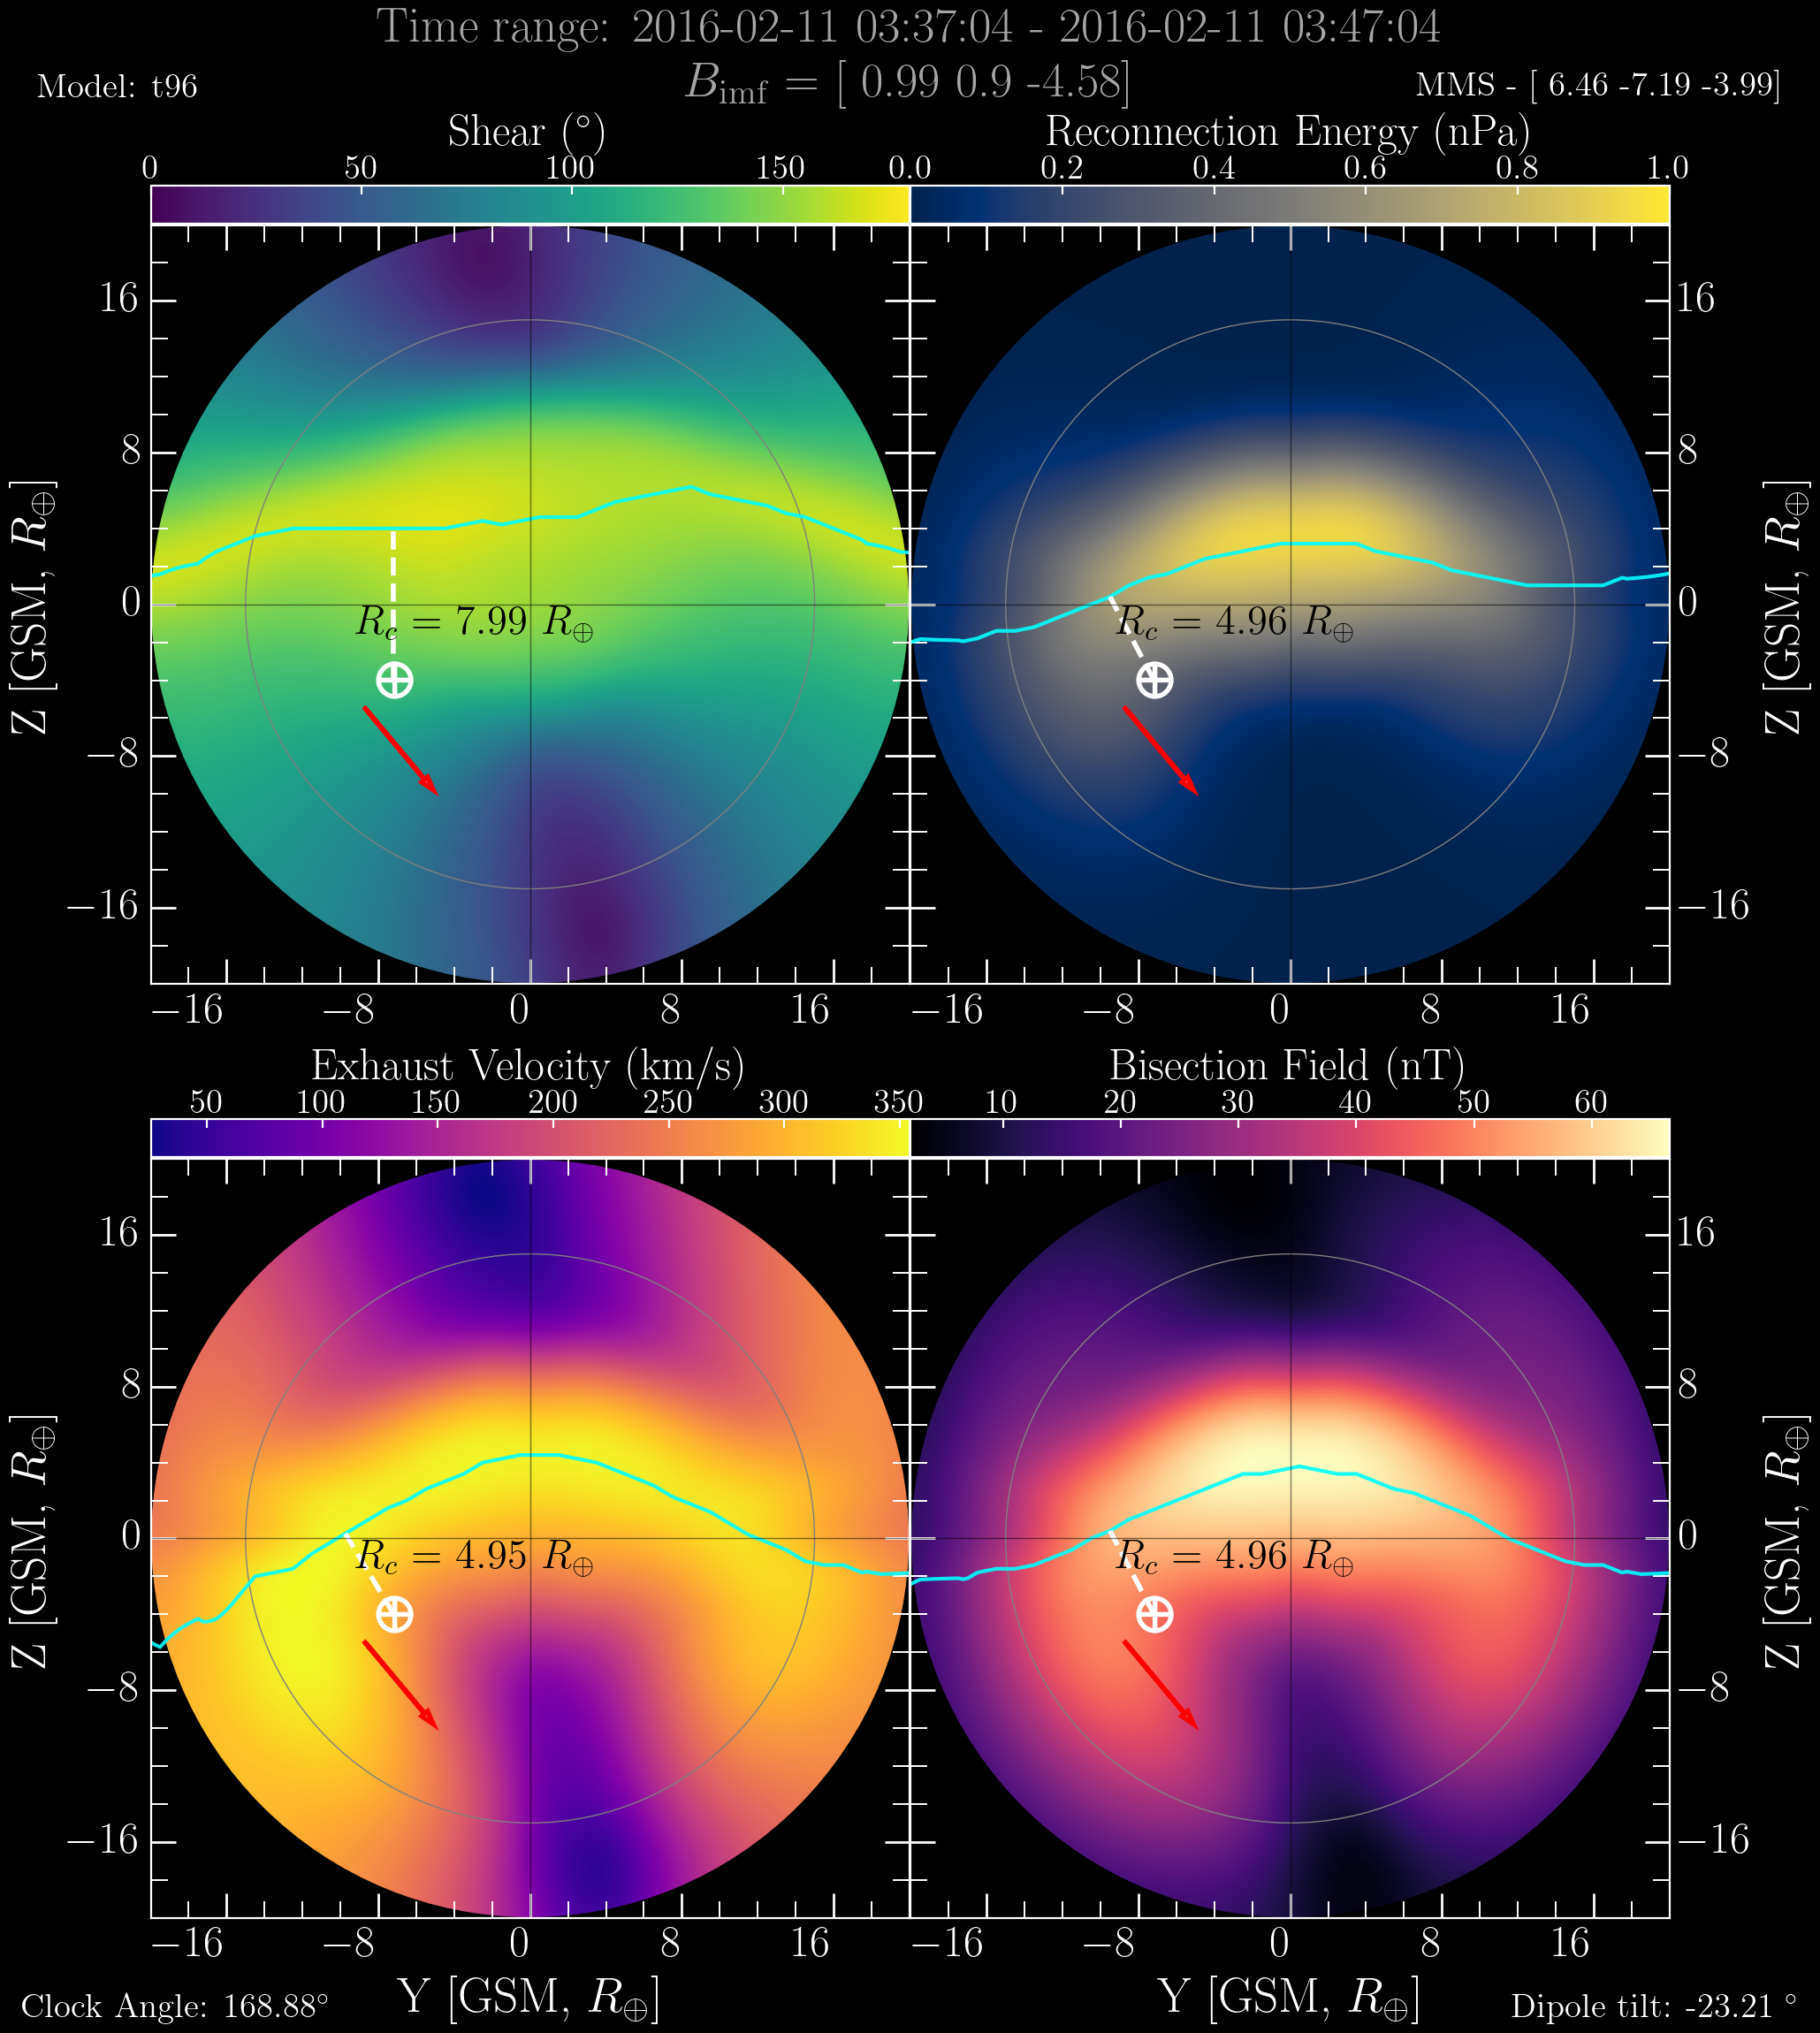 Time range: 2016-02-11 03:37:04 - 2016-02-11 03:47:04
Model: t96
B_imf = [ 0.99 0.9 -4.58]
MMS - [ 6.46 -7.19 -3.99]
Shear (°)
Reconnection Energy (nPa)
0 50 100 150
0.0 0.2 0.4 0.6 0.8 1.0
16
8
0
−8
−16
Z [GSM, R⊕]
R_c = 7.99 R⊕
R_c = 4.96 R⊕
16
8
0
−8
−16
Z [GSM, R⊕]
−16 −8 0 8 16
−16 −8 0 8 16
Exhaust Velocity (km/s)
Bisection Field (nT)
50 100 150 200 250 300 350
10 20 30 40 50 60
16
8
0
−8
−16
Z [GSM, R⊕]
R_c = 4.95 R⊕
R_c = 4.96 R⊕
16
8
0
−8
−16
Z [GSM, R⊕]
−16 −8 0 8 16
−16 −8 0 8 16
Y [GSM, R⊕]
Y [GSM, R⊕]
Clock Angle: 168.88°
Dipole tilt: -23.21 °